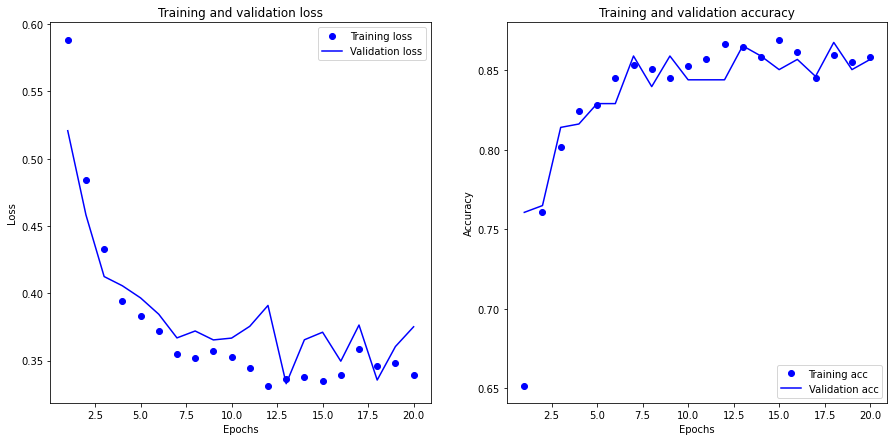 Training and validation loss
Training loss
Validation loss
0.60
0.55
0.50
0.45
0.40
0.35
Loss
2.5 5.0 7.5 10.0 12.5 15.0 17.5 20.0
Epochs
Training and validation accuracy
0.85
0.80
0.75
0.70
0.65
Accuracy
Training acc
Validation acc
2.5 5.0 7.5 10.0 12.5 15.0 17.5 20.0
Epochs